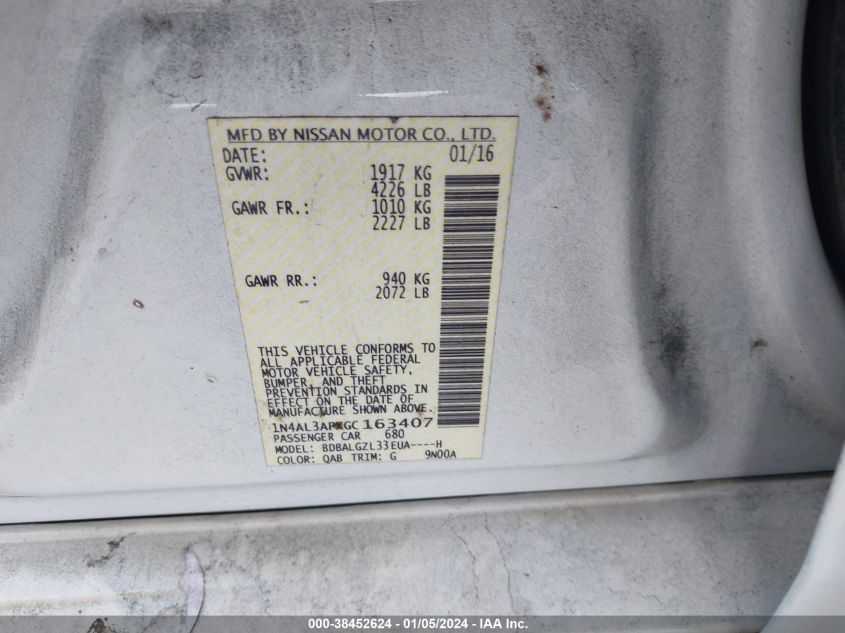 MFD BY NISSAN MOTOR CO., LTD.
DATE: 01/16
GVWR: 1917 KG
4226 LB
GAWR FR.: 1010 KG
2227 LB
GAWR RR.: 940 KG
2072 LB
THIS VEHICLE CONFORMS TO
ALL APPLICABLE FEDERAL
MOTOR VEHICLE SAFETY,
BUMPER, AND THEFT
PREVENTION STANDARDS IN
EFFECT ON THE DATE OF
MANUFACTURE SHOWN ABOVE.
1N4AL3APXGC 163407
PASSENGER CAR 680
MODEL: BDBALGZL33EUA----H
COLOR: QAB TRIM: G 9N00A
000-38452624 - 01/05/2024 - IAA Inc.